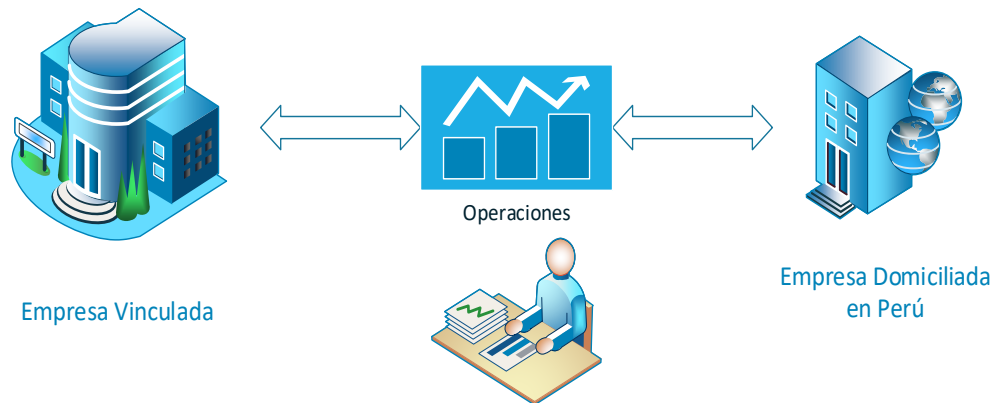 Operaciones
Empresa Vinculada
Empresa Domiciliada
en Perú